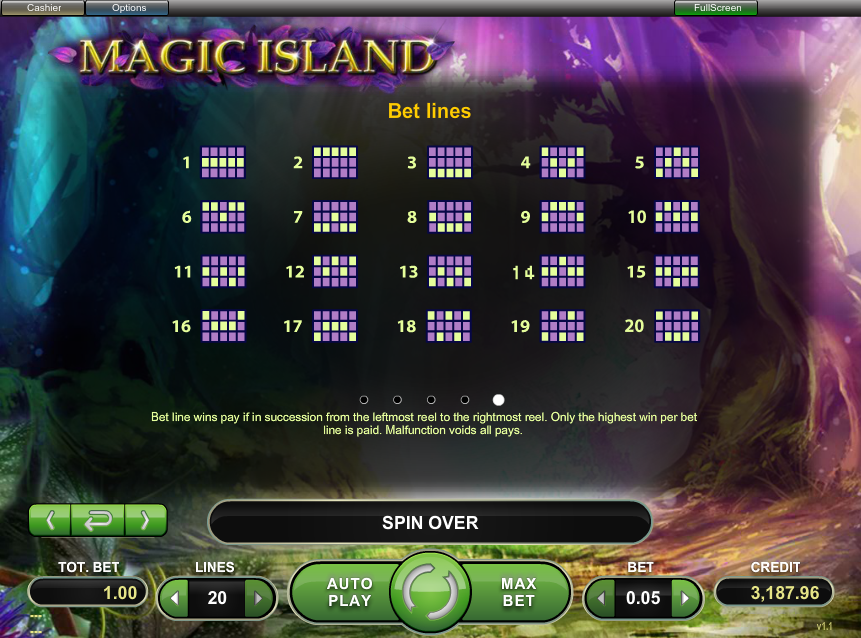 Cashier Options FullScreen
MAGIC ISLAND
Bet lines
1 2 3 4 5
6 7 8 9 10
11 12 13 14 15
16 17 18 19 20
Bet line wins pay if in succession from the leftmost reel to the rightmost reel. Only the highest win per bet
line is paid. Malfunction voids all pays.
SPIN OVER
TOT. BET LINES BET CREDIT
AUTO PLAY MAX BET
1.00 20 0.05 3,187.96
v1.1